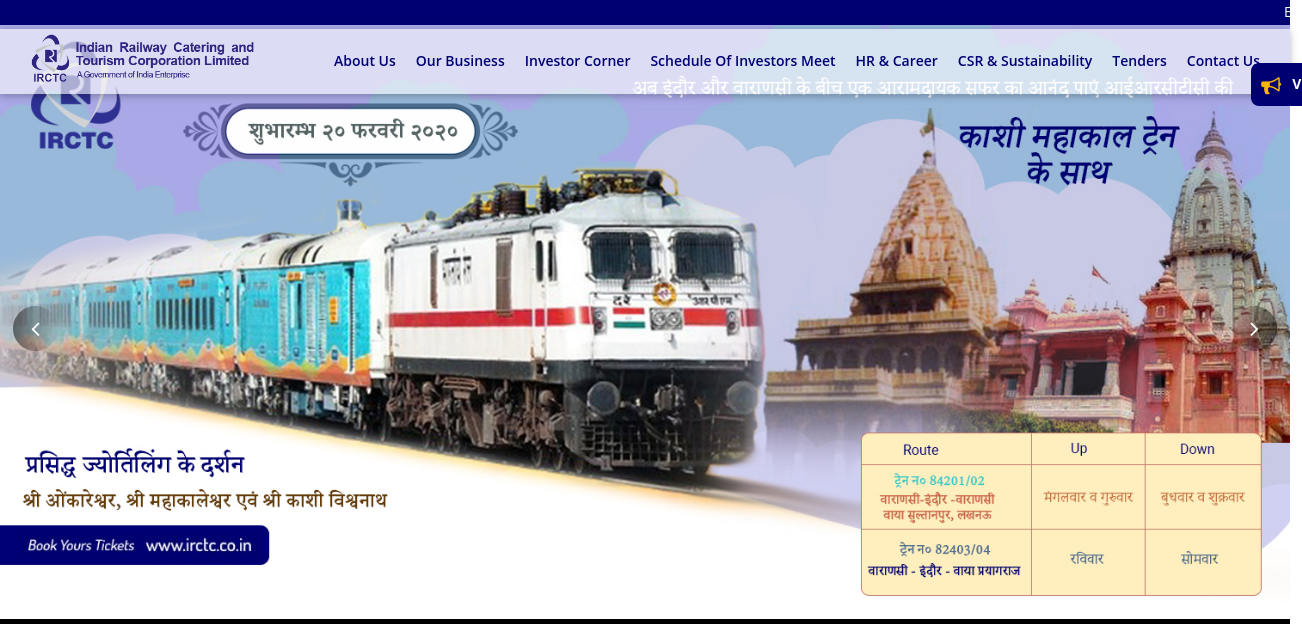 Indian Railway Catering and
Tourism Corporation Limited
A Government of India Enterprise
IRCTC
About Us Our Business Investor Corner Schedule Of Investors Meet HR & Career CSR & Sustainability Tenders Contact Us
अब इंदौर और वाराणसी के बीच एक आरामदायक सफर का आनंद पाएं आईआरसीटीसी की
IRCTC
शुभारम्भ २० फरवरी २०२०
काशी महाकाल ट्रेन
के साथ
प्रसिद्ध ज्योर्तिलिंग के दर्शन
श्री ओंकारेश्वर, श्री महाकालेश्वर एवं श्री काशी विश्वनाथ
Book Yours Tickets www.irctc.co.in
Route Up Down
ट्रेन न० 84201/02
वाराणसी-इंदौर -वाराणसी
वाया सुल्तानपुर, लखनऊ
मंगलवार व गुरुवार
बुधवार व शुक्रवार
ट्रेन न० 82403/04
वाराणसी - इंदौर - वाया प्रयागराज
रविवार
सोमवार